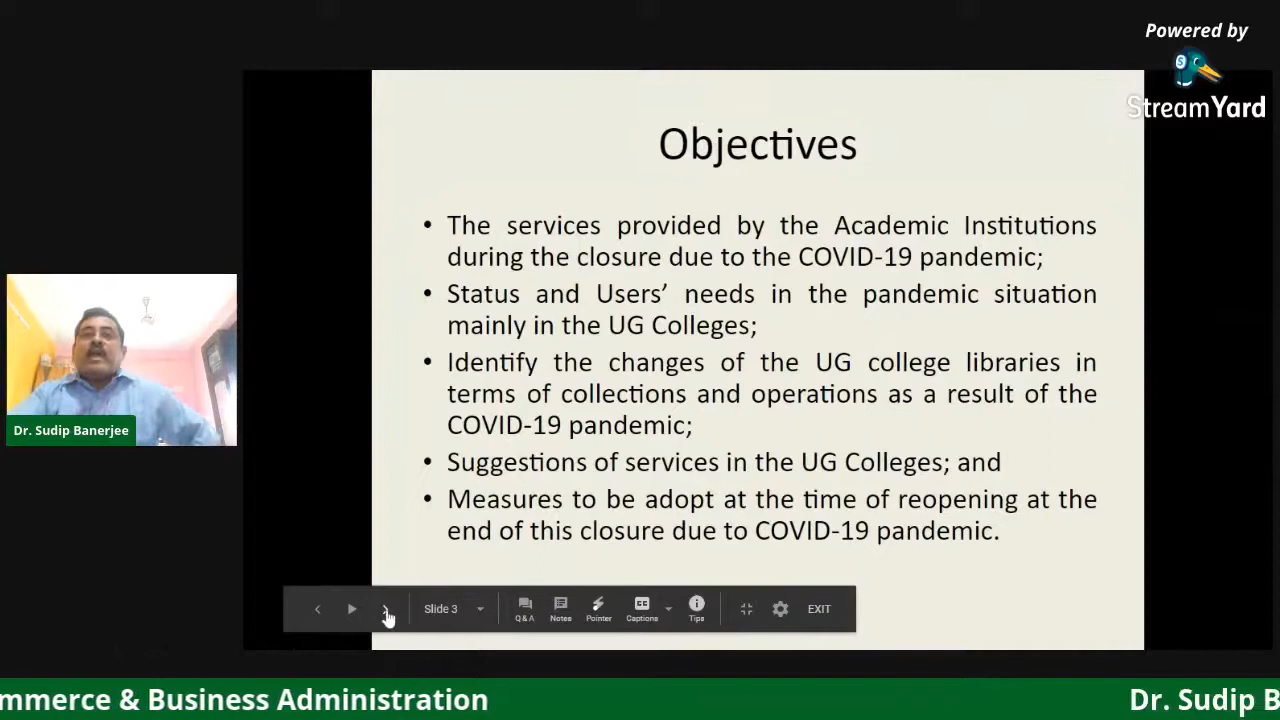 Powered by
S
StreamYard
Objectives
• The services provided by the Academic Institutions
during the closure due to the COVID-19 pandemic;
• Status and Users’ needs in the pandemic situation
mainly in the UG Colleges;
• Identify the changes of the UG college libraries in
terms of collections and operations as a result of the
COVID-19 pandemic;
• Suggestions of services in the UG Colleges; and
• Measures to be adopt at the time of reopening at the
end of this closure due to COVID-19 pandemic.
Dr. Sudip Banerjee
Slide 3
Q & A
Notes
Pointer
CC
Captions
Tips
EXIT
mmerce & Business Administration
Dr. Sudip B